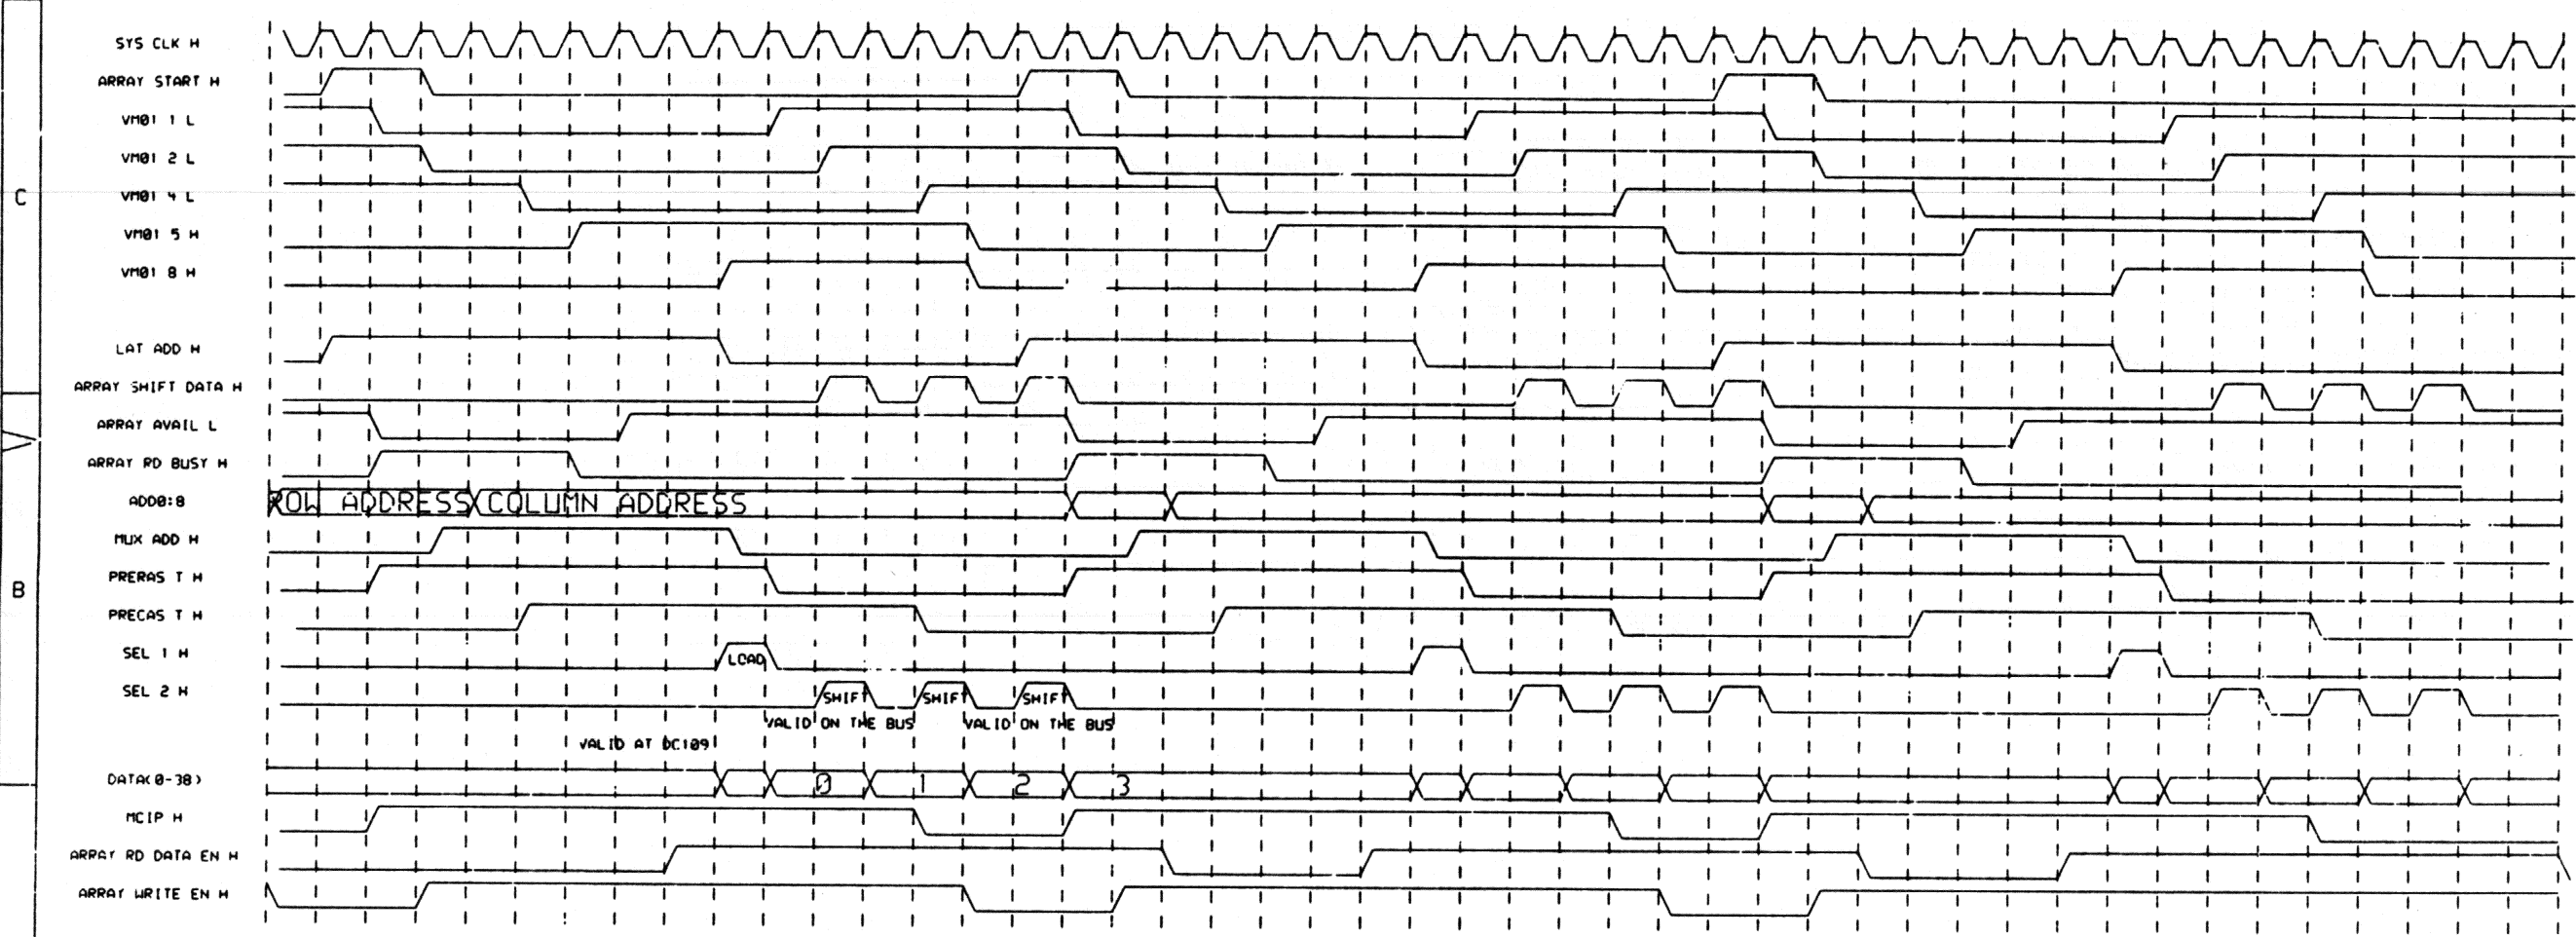 SYS CLK H
ARRAY START H
VM01 1 L
VM01 2 L
C
VM01 4 L
VM01 5 H
VM01 8 H
LAT ADD H
ARRAY SHIFT DATA H
ARRAY AVAIL L
ARRAY RD BUSY H
ADD0:8 ROW ADDRESS COLUMN ADDRESS
MUX ADD H
B
PRERAS T H
PRECAS T H
SEL 1 H LOAD
SEL 2 H SHIFT SHIFT SHIFT
VALID ON THE BUS VALID ON THE BUS
VALID AT DC109
DATA<0-38> 0 1 2 3
MCIP H
ARRAY RD DATA EN H
ARRAY WRITE EN H